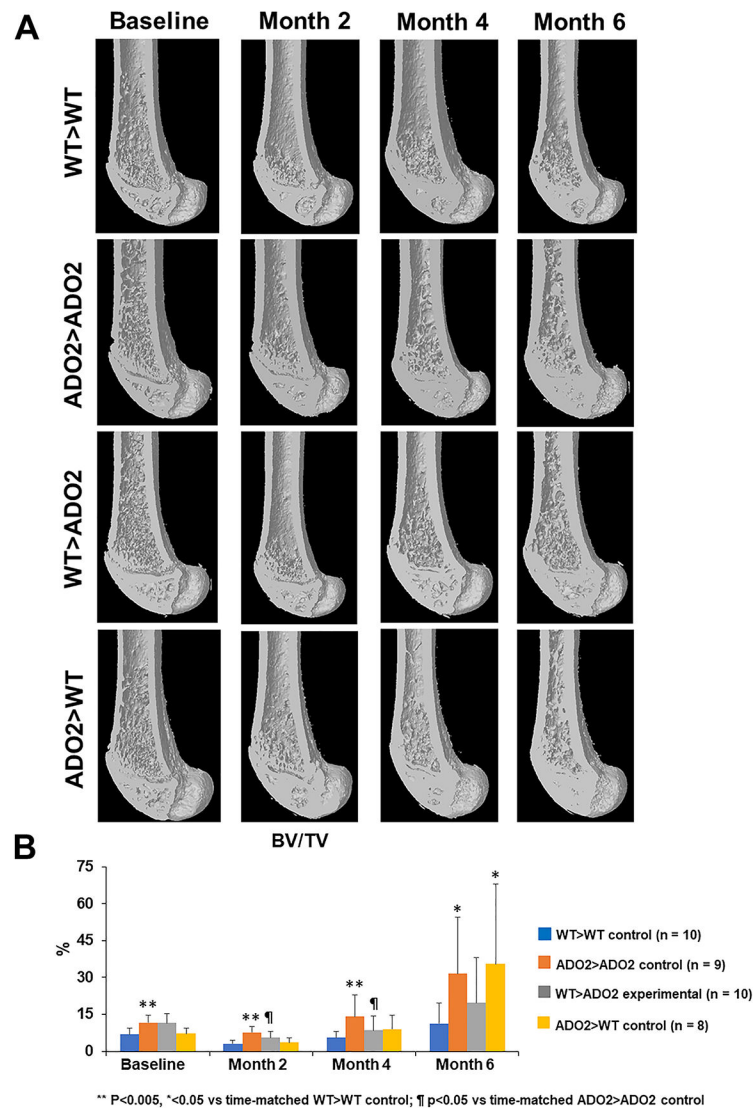 A
Baseline Month 2 Month 4 Month 6
WT>WT
ADO2>ADO2
WT>ADO2
ADO2>WT
B
BV/TV
75
60
45
30
15
0
%
**
** ¶
** ¶
* *
Baseline Month 2 Month 4 Month 6
WT>WT control (n = 10)
ADO2>ADO2 control (n = 9)
WT>ADO2 experimental (n = 10)
ADO2>WT control (n = 8)
** P<0.005, *<0.05 vs time-matched WT>WT control; ¶ p<0.05 vs time-matched ADO2>ADO2 control